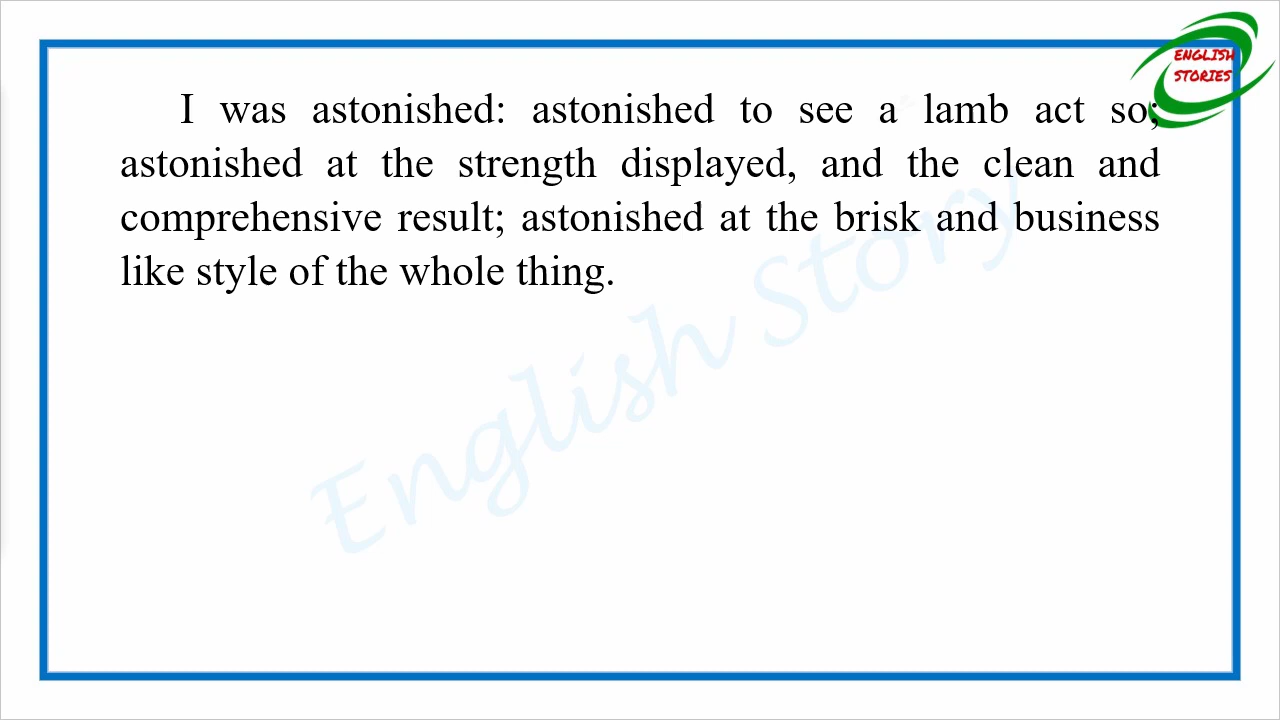 ENGLISH
STORIES
I was astonished: astonished to see a lamb act so;
astonished at the strength displayed, and the clean and
comprehensive result; astonished at the brisk and business
like style of the whole thing.
English Story